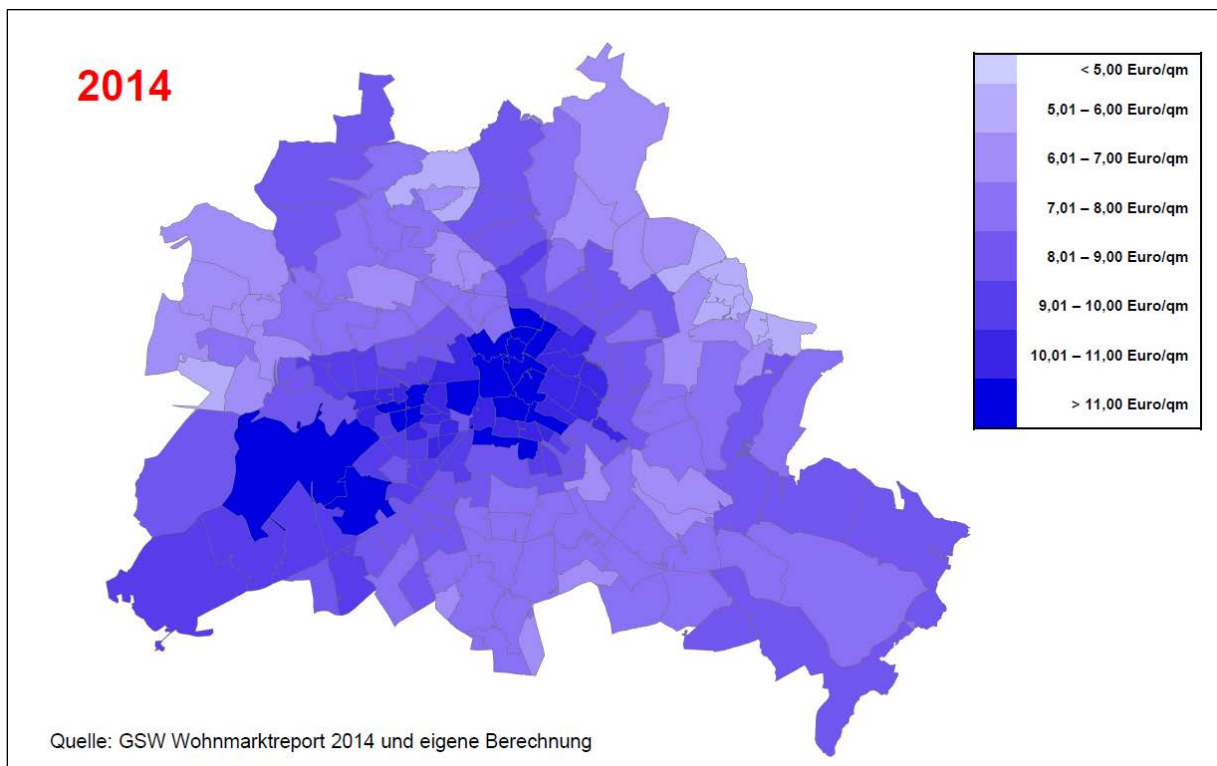 2014
< 5,00 Euro/qm
5,01 – 6,00 Euro/qm
6,01 – 7,00 Euro/qm
7,01 – 8,00 Euro/qm
8,01 – 9,00 Euro/qm
9,01 – 10,00 Euro/qm
10,01 – 11,00 Euro/qm
> 11,00 Euro/qm
Quelle: GSW Wohnmarktreport 2014 und eigene Berechnung